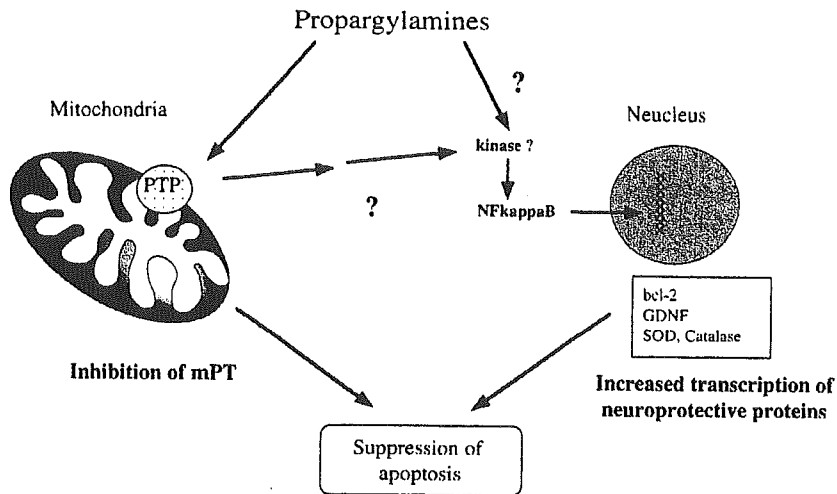 Propargylamines
?
Mitochondria
Neucleus
kinase ?
PTP
?
NFkappaB
bcl-2
GDNF
SOD, Catalase
Inhibition of mPT
Increased transcription of
neuroprotective proteins
Suppression of
apoptosis